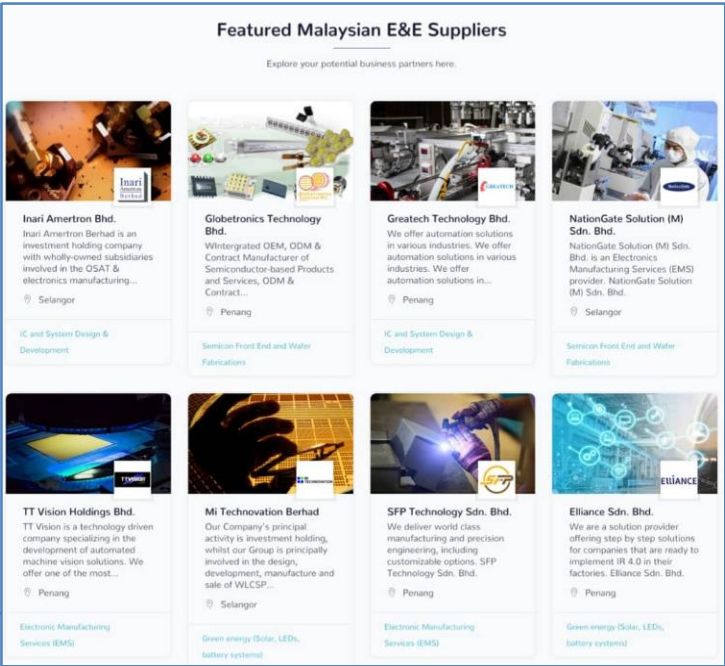 Featured Malaysian E&E Suppliers
Explore your potential business partners here.
Inari
Amertron
Berhad
Inari Amertron Bhd.
Inari Amertron Berhad is an
investment holding company
with wholly-owned subsidiaries
involved in the OSAT &
electronics manufacturing...
Selangor
IC and System Design &
Development
Globetronics Technology
Bhd.
WIntergrated OEM, ODM &
Contract Manufacturer of
Semiconductor-based Products
and Services, ODM &
Contract...
Penang
Semicon Front End and Wafer
Fabrications
GREATECH
Greatech Technology Bhd.
We offer automation solutions
in various industries. We offer
automation solutions in various
industries. We offer
automation solutions in...
Penang
IC and System Design &
Development
NationGate
NationGate Solution (M)
Sdn. Bhd.
NationGate Solution (M) Sdn.
Bhd. is an Electronics
Manufacturing Services (EMS)
provider. NationGate Solution
(M) Sdn. Bhd.
Selangor
Semicon Front End and Wafer
Fabrications
TTVISION
TT Vision Holdings Bhd.
TT Vision is a technology driven
company specializing in the
development of automated
machine vision solutions. We
offer one of the most...
Penang
Electronic Manufacturing
Services (EMS)
TECHNOVATION
Mi Technovation Berhad
Our Company's principal
activity is investment holding,
whilst our Group is principally
involved in the design,
development, manufacture and
sale of WLCSP...
Selangor
Green energy (Solar, LEDs,
battery systems)
SFP
SFP Technology Sdn. Bhd.
We deliver world class
manufacturing and precision
engineering, including
customizable options. SFP
Technology Sdn. Bhd.
Penang
Electronic Manufacturing
Services (EMS)
ELLIANCE
Elliance Sdn. Bhd.
We are a solution provider
offering step by step solutions
for companies that are ready to
implement IR 4.0 in their
factories. Elliance Sdn. Bhd.
Penang
Green energy (Solar, LEDs,
battery systems)